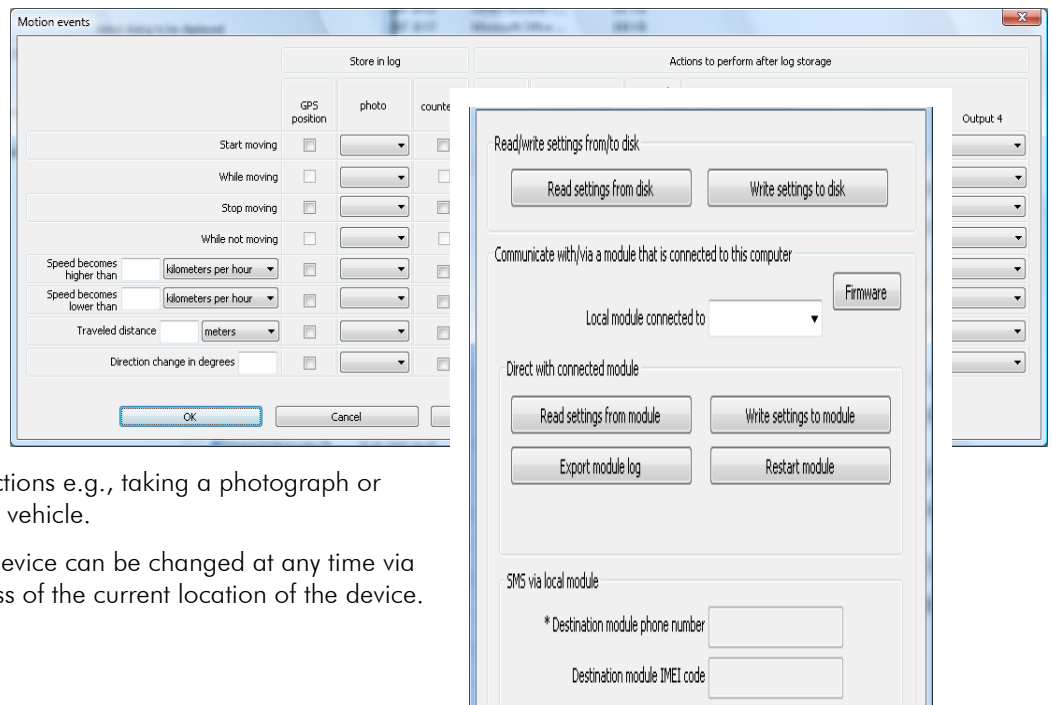 Motion events
Store in log
Actions to perform after log storage
GPS position
photo
Output 4
Start moving
While moving
Stop moving
While not moving
Speed becomes higher than
kilometers per hour
Speed becomes lower than
kilometers per hour
Traveled distance
meters
Direction change in degrees
OK
Cancel
Read/write settings from/to disk
Read settings from disk
Write settings to disk
Communicate with/via a module that is connected to this computer
Firmware
Local module connected to
Direct with connected module
Read settings from module
Write settings to module
Export module log
Restart module
SMS via local module
* Destination module phone number
Destination module IMEI code
ctions e.g., taking a photograph or
vehicle.
evice can be changed at any time via
ss of the current location of the device.